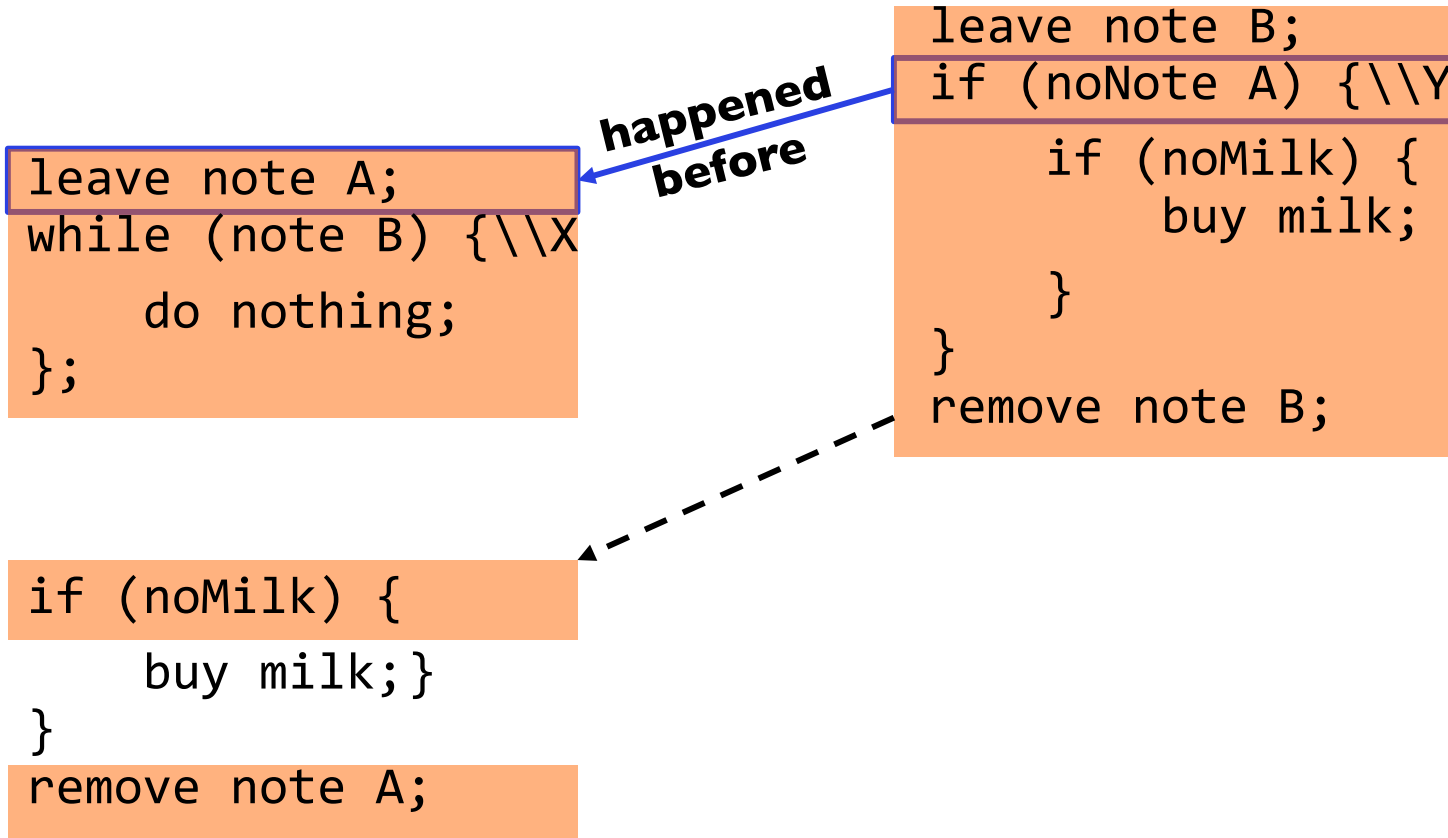 leave note A;
while (note B) {\\X
do nothing;
};
if (noMilk) {
buy milk;}
}
remove note A;
happened
before
leave note B;
if (noNote A) {\\Y
if (noMilk) {
buy milk;
}
}
remove note B;